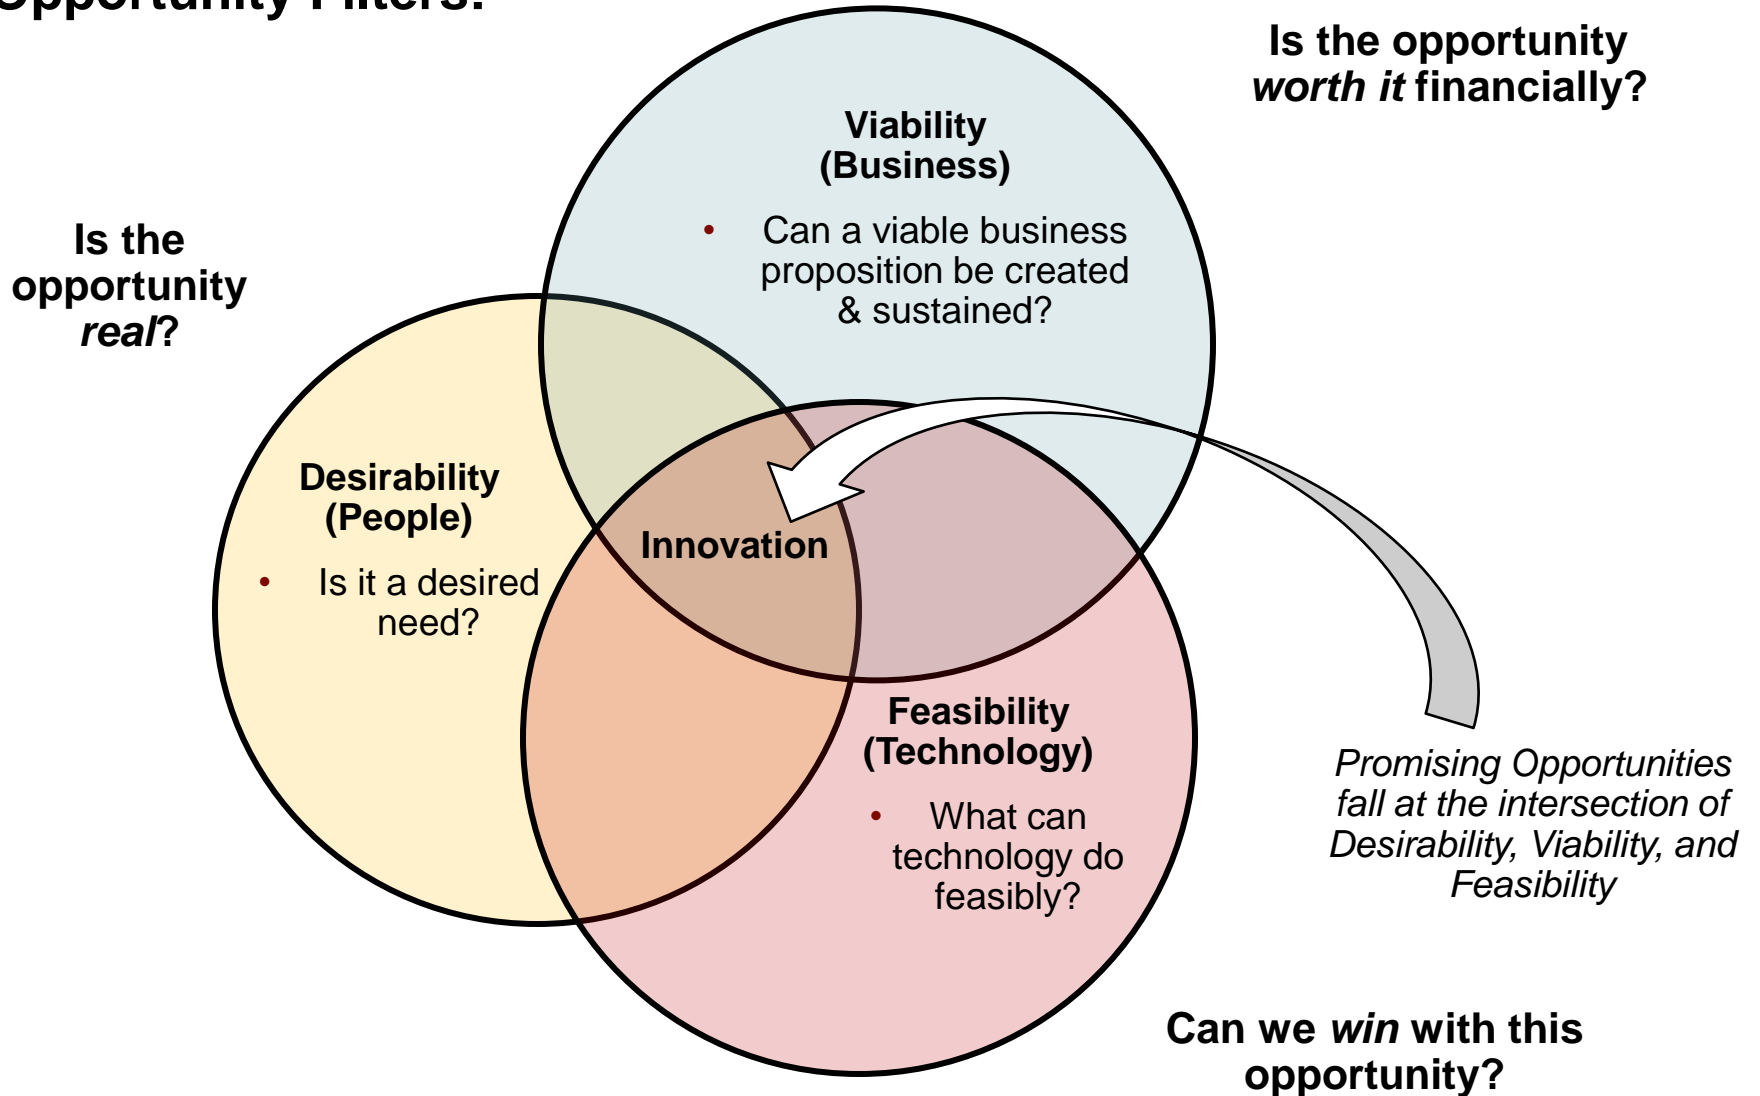 Opportunity Filters:
Is the opportunity
worth it financially?
Viability
(Business)
• Can a viable business
proposition be created
& sustained?
Is the
opportunity
real?
Desirability
(People)
• Is it a desired
need?
Innovation
Feasibility
(Technology)
• What can
technology do
feasibly?
Promising Opportunities
fall at the intersection of
Desirability, Viability, and
Feasibility
Can we win with this
opportunity?